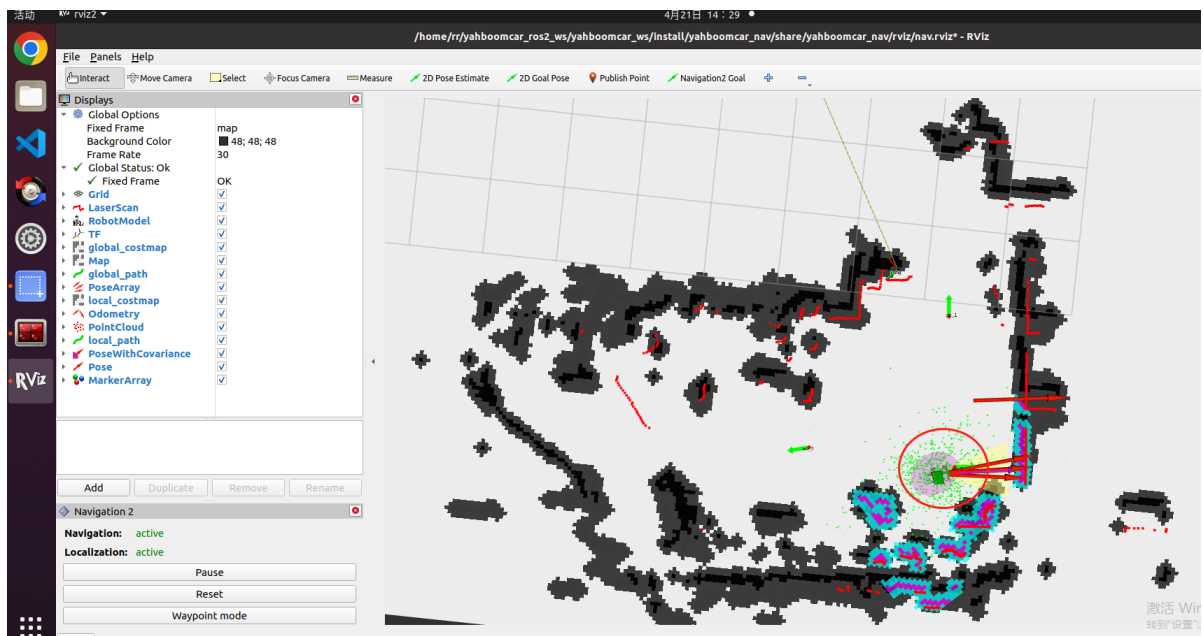 活动
RViz rviz2
4月21日 14：29
/home/rr/yahboomcar_ros2_ws/yahboomcar_ws/install/yahboomcar_nav/share/yahboomcar_nav/rviz/nav.rviz* - RViz
File Panels Help
Interact Move Camera Select Focus Camera Measure 2D Pose Estimate 2D Goal Pose Publish Point Navigation2 Goal
Displays
Global Options
Fixed Frame map
Background Color 48; 48; 48
Frame Rate 30
Global Status: Ok
Fixed Frame OK
Grid
LaserScan
RobotModel
TF
global_costmap
Map
global_path
PoseArray
local_costmap
Odometry
PointCloud
local_path
PoseWithCovariance
Pose
MarkerArray
RViz
Add Duplicate Remove Rename
Navigation 2
Navigation: active
Localization: active
Pause
Reset
Waypoint mode
激活 Win
转到"设置"以